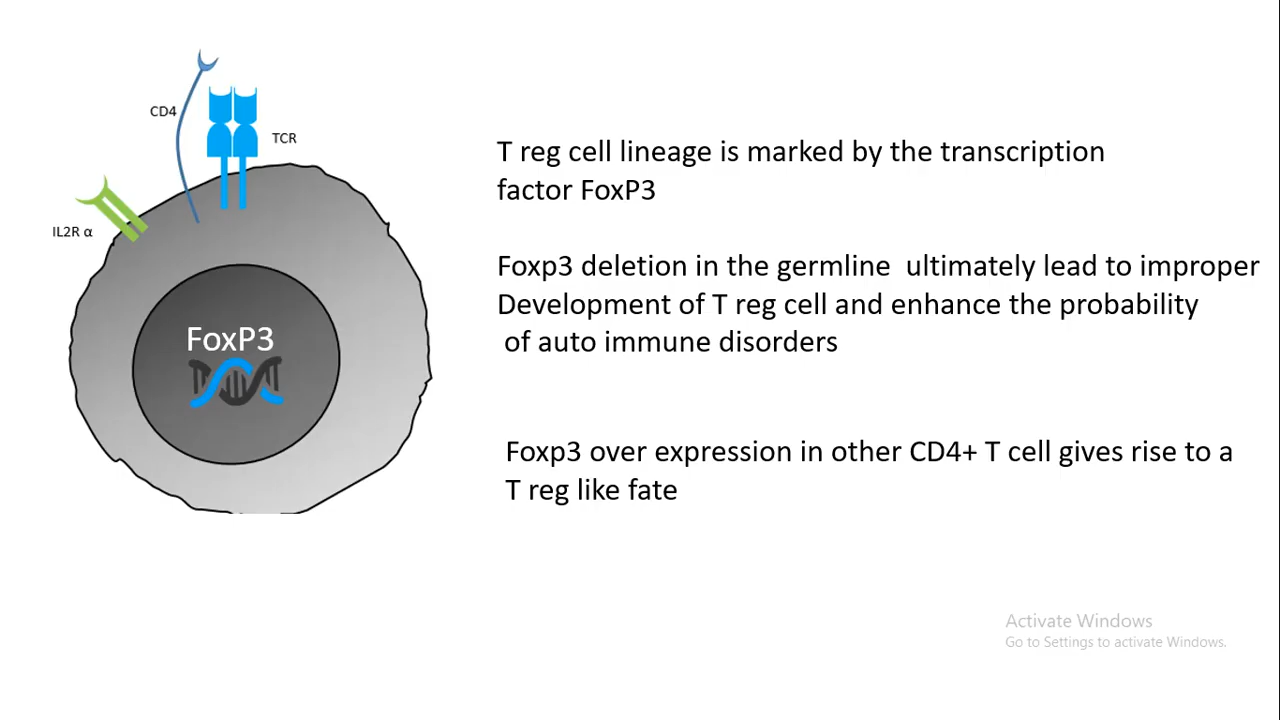 CD4
TCR
IL2R α
FoxP3
T reg cell lineage is marked by the transcription
factor FoxP3
Foxp3 deletion in the germline  ultimately lead to improper
Development of T reg cell and enhance the probability
of auto immune disorders
Foxp3 over expression in other CD4+ T cell gives rise to a
T reg like fate
Activate Windows
Go to Settings to activate Windows.